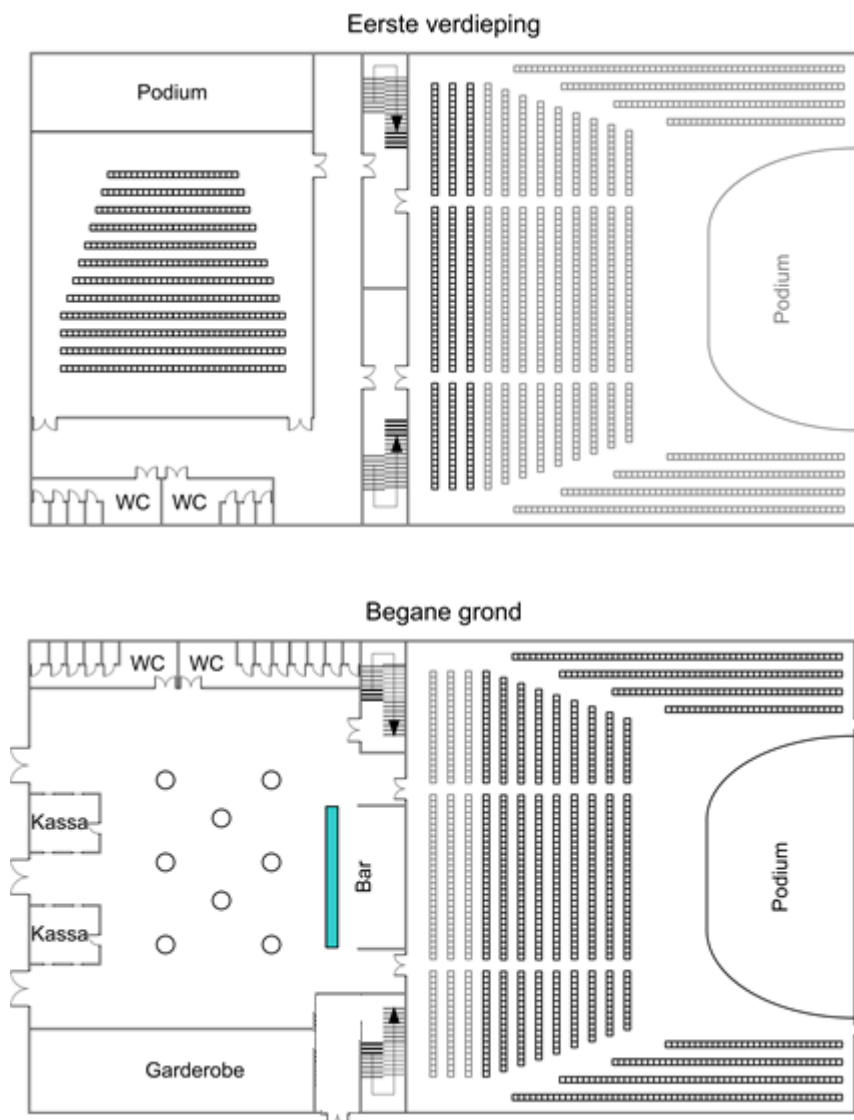 Eerste verdieping
Podium
Podium
WC
WC
Begane grond
WC
WC
Kassa
Bar
Podium
Kassa
Garderobe